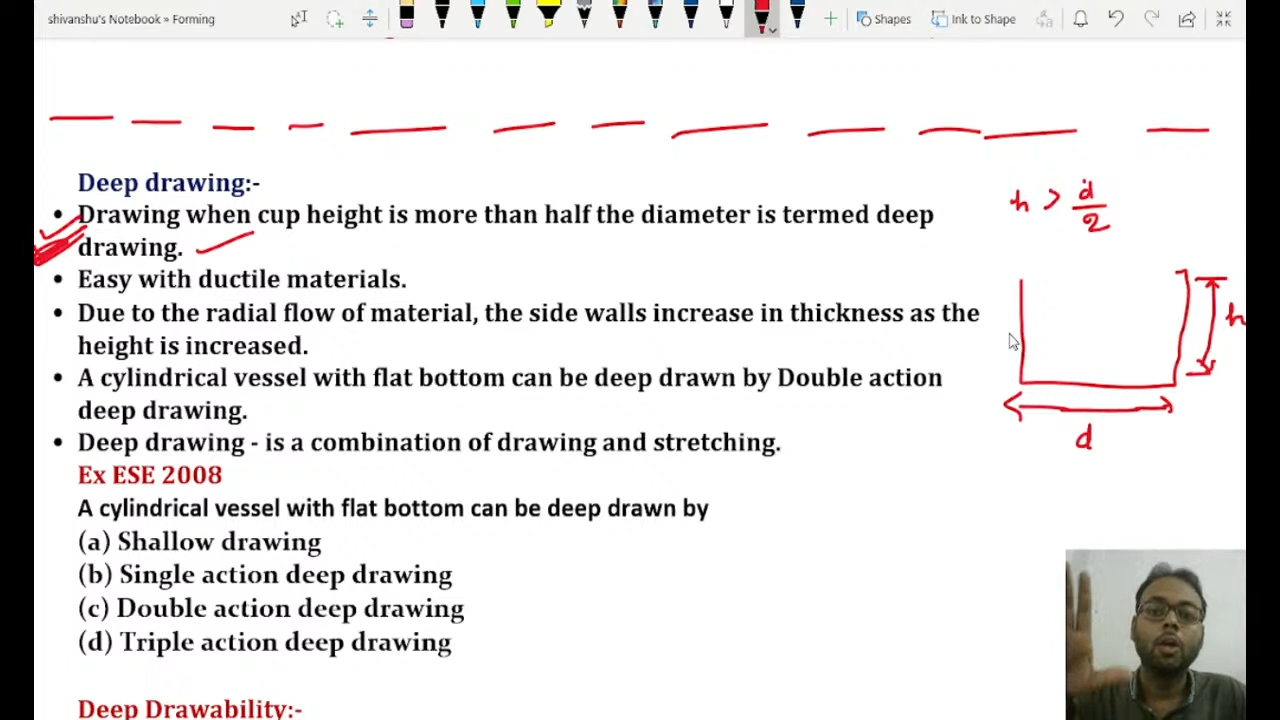 shivanshu's Notebook » Forming
Shapes
Ink to Shape
Deep drawing:-
• Drawing when cup height is more than half the diameter is termed deep
drawing.
h > d/2
• Easy with ductile materials.
• Due to the radial flow of material, the side walls increase in thickness as the
height is increased.
h
• A cylindrical vessel with flat bottom can be deep drawn by Double action
deep drawing.
• Deep drawing - is a combination of drawing and stretching.
d
Ex ESE 2008
A cylindrical vessel with flat bottom can be deep drawn by
(a) Shallow drawing
(b) Single action deep drawing
(c) Double action deep drawing
(d) Triple action deep drawing
Deep Drawability:-